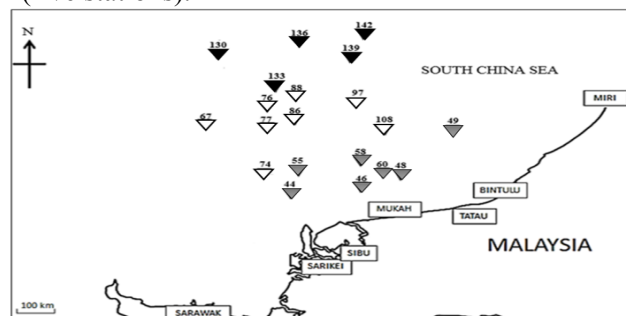 N
142
136
130
139
133
88
76
97
86
67
77
108
49
SOUTH CHINA SEA
MIRI
58
55
74
60
48
46
44
BINTULU
MUKAH
TATAU
SIBU
MALAYSIA
SARIKEI
100 km
SARAWAK